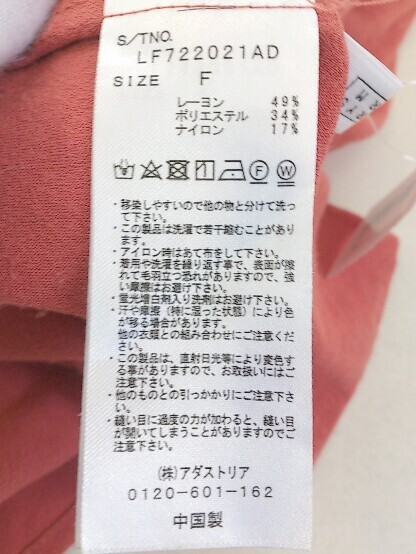 S/TNO.
LF722021AD
SIZE F
レーヨン 49%
ポリエステル 34%
ナイロン 17%
・移染しやすいので他の物と分けて洗っ
て下さい。
・この製品は洗濯で若干縮むことがあり
ます。
・アイロン時はあて布をして下さい。
・着用や洗濯を繰り返す事で、表面が擦
れて毛羽立つ恐れがありますので、強
い摩擦はお避け下さい。
・蛍光増白剤入り洗剤はお避け下さい。
・汗や摩擦(特に湿った状態)により色
が移る場合があります。
他の衣類との組み合わせにご注意くださ
い。
・この製品は、直射日光等により変色す
る事がありますので、お取扱いにはご
注意下さい。
・他のものとの引っかかりにご注意下さ
い。
・縫い目に過度の力が加わると、縫い目
が開いてしまうことがありますのでご
注意下さい。
(株)アダストリア
0120-601-162
中国製